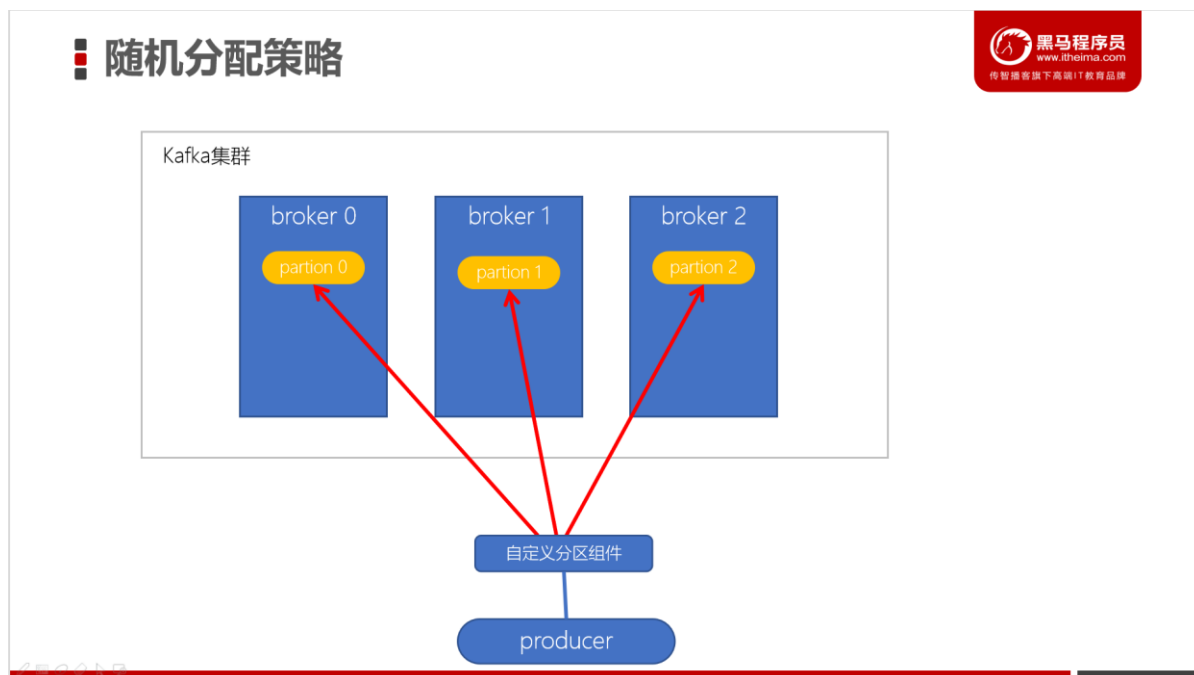 随机分配策略
黑马程序员
www.itheima.com
传智播客旗下高端IT教育品牌
Kafka集群
broker 0
broker 1
broker 2
partion 0
partion 1
partion 2
自定义分区组件
producer